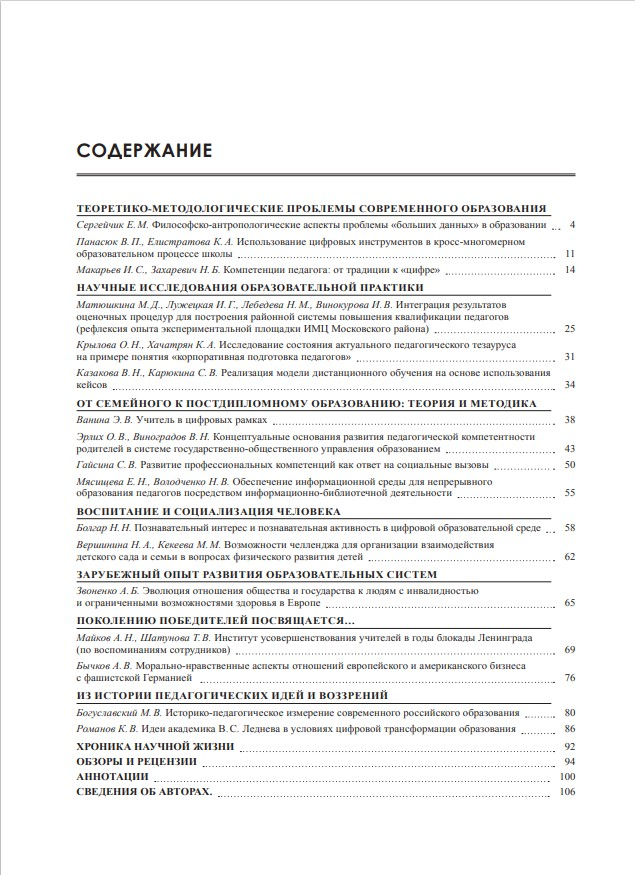 СОДЕРЖАНИЕ
ТЕОРЕТИКО-МЕТОДОЛОГИЧЕСКИЕ ПРОБЛЕМЫ СОВРЕМЕННОГО ОБРАЗОВАНИЯ
Сергейчик Е. М. Философско-антропологические аспекты проблемы «больших данных» в образовании 4
Панасюк В. П., Елистратова К. А. Использование цифровых инструментов в кросс-многомерном
образовательном процессе школы 11
Макарьев И. С., Захаревич Н. Б. Компетенции педагога: от традиции к «цифре» 14
НАУЧНЫЕ ИССЛЕДОВАНИЯ ОБРАЗОВАТЕЛЬНОЙ ПРАКТИКИ
Матюшкина М. Д., Лужецкая И. Г., Лебедева Н. М., Винокурова И. В. Интеграция результатов
оценочных процедур для построения районной системы повышения квалификации педагогов
(рефлексия опыта экспериментальной площадки ИМЦ Московского района) 25
Крылова О. Н., Хачатрян К. А. Исследование состояния актуального педагогического тезауруса
на примере понятия «корпоративная подготовка педагогов» 31
Казакова В. Н., Карюкина С. В. Реализация модели дистанционного обучения на основе использования
кейсов 34
ОТ СЕМЕЙНОГО К ПОСТДИПЛОМНОМУ ОБРАЗОВАНИЮ: ТЕОРИЯ И МЕТОДИКА
Ванина Э. В. Учитель в цифровых рамках 38
Эрлих О. В., Виноградов В. Н. Концептуальные основания развития педагогической компетентности
родителей в системе государственно-общественного управления образованием 43
Гайсина С. В. Развитие профессиональных компетенций как ответ на социальные вызовы 50
Мясищева Е. Н., Володченко Н. В. Обеспечение информационной среды для непрерывного
образования педагогов посредством информационно-библиотечной деятельности 55
ВОСПИТАНИЕ И СОЦИАЛИЗАЦИЯ ЧЕЛОВЕКА
Болгар Н. Н. Познавательный интерес и познавательная активность в цифровой образовательной среде 58
Вершинина Н. А., Кекеева М. М. Возможности челленджа для организации взаимодействия
детского сада и семьи в вопросах физического развития детей 62
ЗАРУБЕЖНЫЙ ОПЫТ РАЗВИТИЯ ОБРАЗОВАТЕЛЬНЫХ СИСТЕМ
Звоненко А. Б. Эволюция отношения общества и государства к людям с инвалидностью
и ограниченными возможностями здоровья в Европе 65
ПОКОЛЕНИЮ ПОБЕДИТЕЛЕЙ ПОСВЯЩАЕТСЯ...
Майков А. Н., Шатунова Т. В. Институт усовершенствования учителей в годы блокады Ленинграда
(по воспоминаниям сотрудников) 69
Бычков А. В. Морально-нравственные аспекты отношений европейского и американского бизнеса
с фашистской Германией 76
ИЗ ИСТОРИИ ПЕДАГОГИЧЕСКИХ ИДЕЙ И ВОЗЗРЕНИЙ
Богуславский М. В. Историко-педагогическое измерение современного российского образования 80
Романов К. В. Идеи академика В. С. Леднева в условиях цифровой трансформации образования 86
ХРОНИКА НАУЧНОЙ ЖИЗНИ 92
ОБЗОРЫ И РЕЦЕНЗИИ 94
АННОТАЦИИ 100
СВЕДЕНИЯ ОБ АВТОРАХ. 106